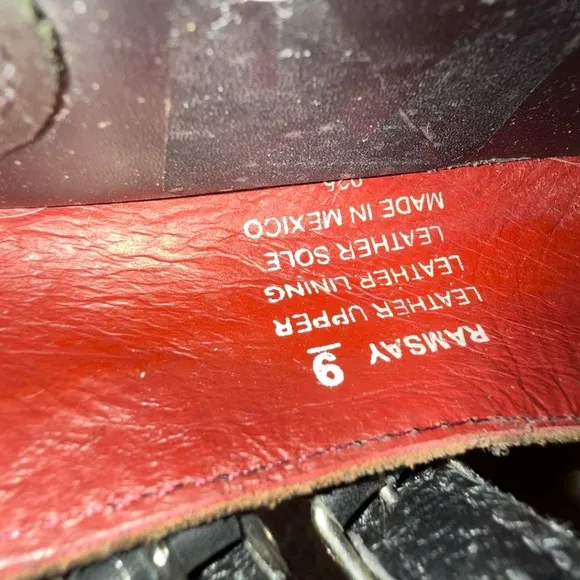 RAMSAY 9
LEATHER UPPER
LEATHER LINING
LEATHER SOLE
MADE IN MEXICO